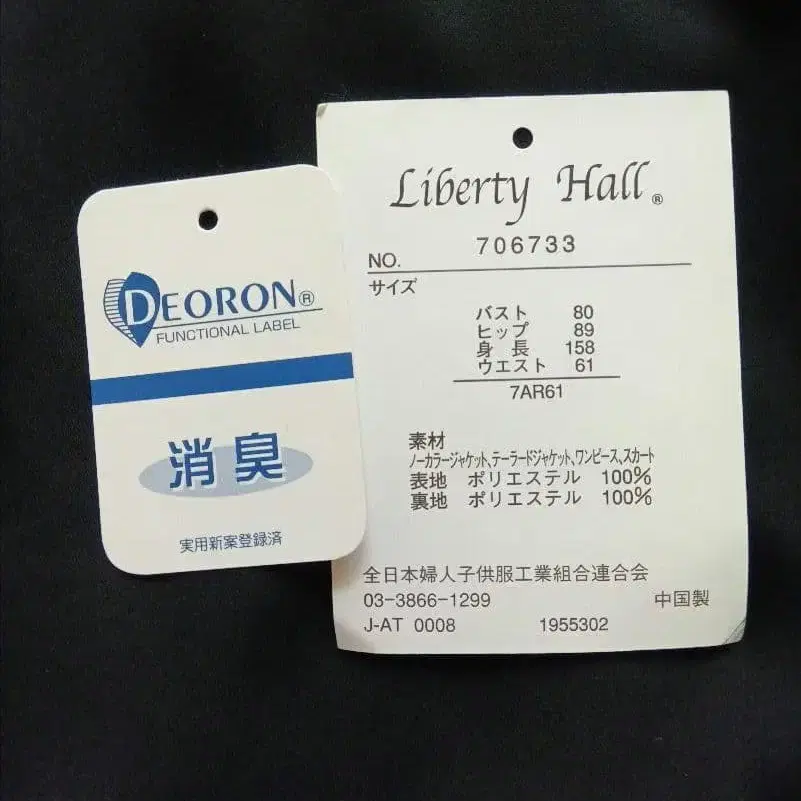 DEORON®
FUNCTIONAL LABEL
消臭
実用新案登録済
Liberty Hall®
NO. 706733
サイズ
バスト 80
ヒップ 89
身長 158
ウエスト 61
7AR61
素材
ノーカラージャケット、テーラードジャケット、ワンピース、スカート
表地 ポリエステル 100%
裏地 ポリエステル 100%
全日本婦人子供服工業組合連合会
03-3866-1299 中国製
J-AT 0008 1955302